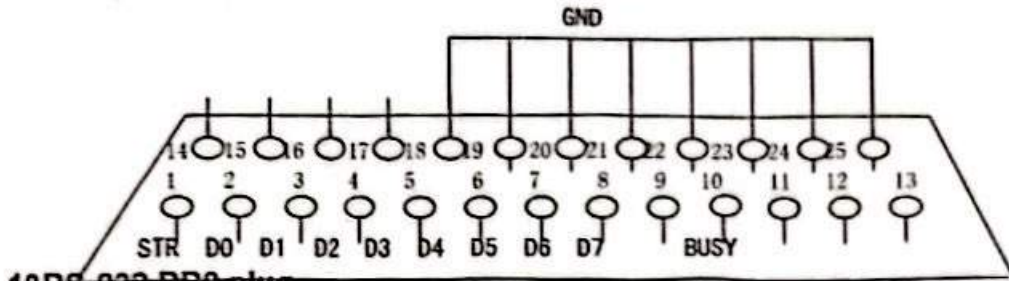 GND
14 15 16 17 18 19 20 21 22 23 24 25
1 2 3 4 5 6 7 8 9 10 11 12 13
STR D0 D1 D2 D3 D4 D5 D6 D7 BUSY
plug